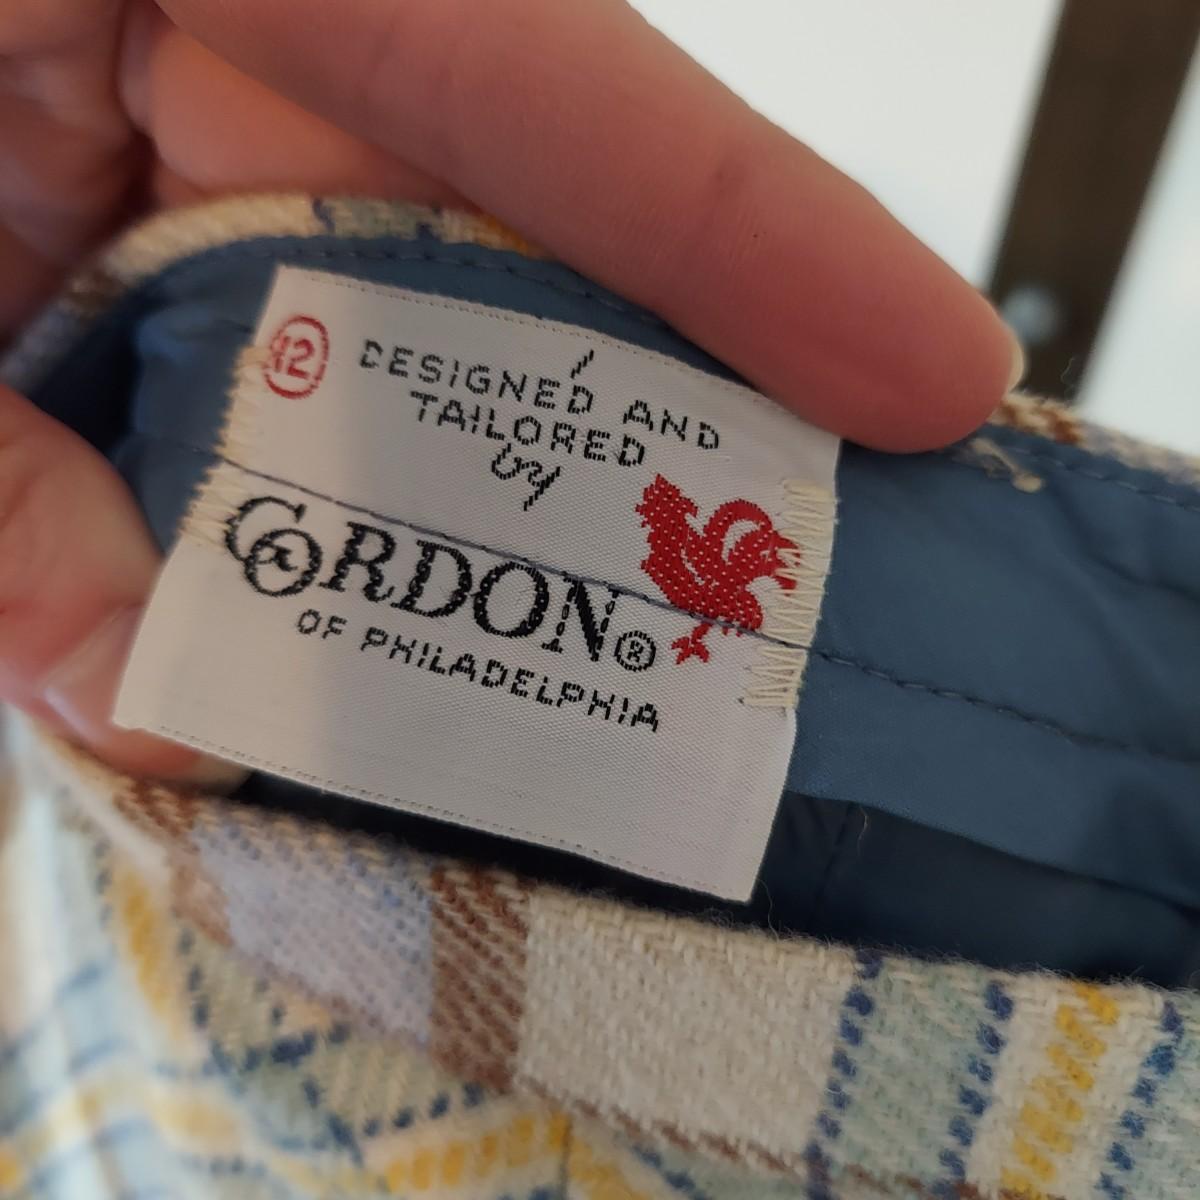 12
DESIGNED AND
TAILORED
by
GORDON®
OF PHILADELPHIA